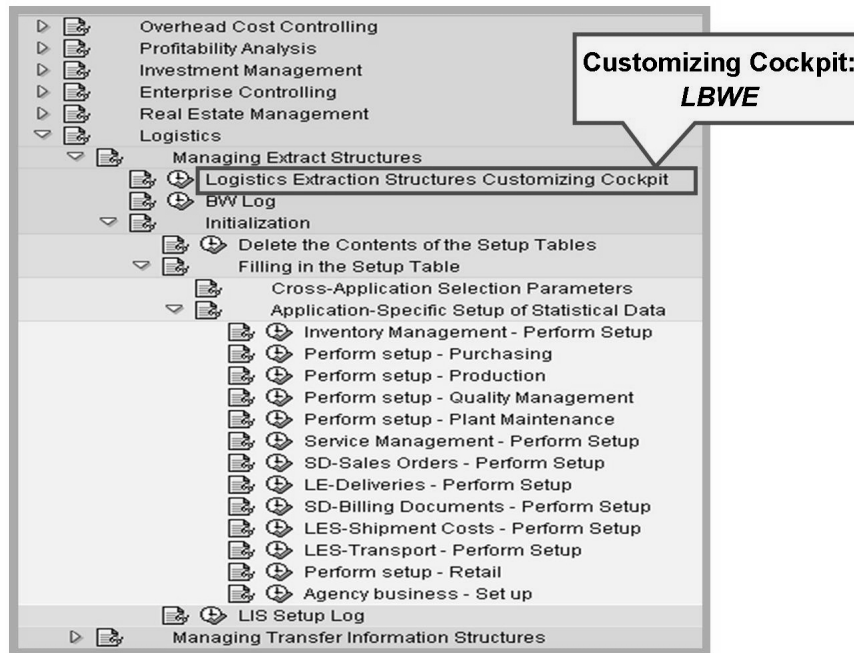 Overhead Cost Controlling
Profitability Analysis
Investment Management
Enterprise Controlling
Real Estate Management
Logistics
Managing Extract Structures
Customizing Cockpit:
LBWE
Logistics Extraction Structures Customizing Cockpit
BW Log
Initialization
Delete the Contents of the Setup Tables
Filling in the Setup Table
Cross-Application Selection Parameters
Application-Specific Setup of Statistical Data
Inventory Management - Perform Setup
Perform setup - Purchasing
Perform setup - Production
Perform setup - Quality Management
Perform setup - Plant Maintenance
Service Management - Perform Setup
SD-Sales Orders - Perform Setup
LE-Deliveries - Perform Setup
SD-Billing Documents - Perform Setup
LES-Shipment Costs - Perform Setup
LES-Transport - Perform Setup
Perform setup - Retail
Agency business - Set up
LIS Setup Log
Managing Transfer Information Structures